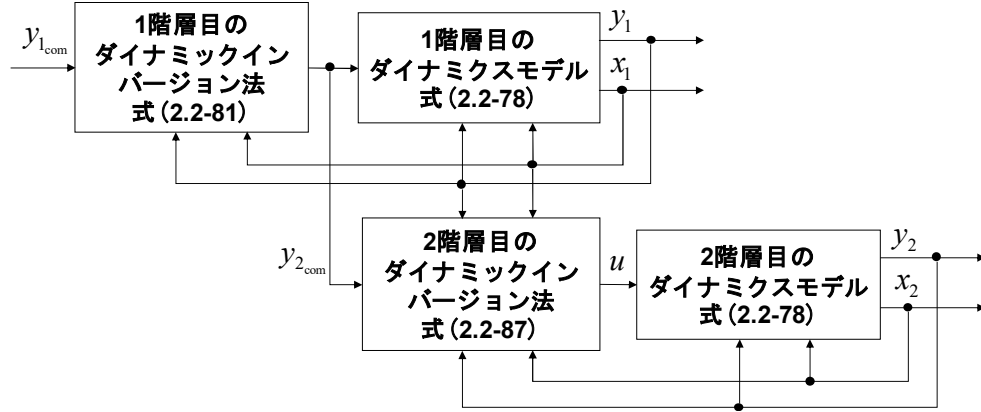 y₁com
1階層目の
ダイナミックイン
バージョン法
式(2.2-81)
1階層目の
ダイナミクスモデル
式(2.2-78)
y₁
x₁
y₂com
2階層目の
ダイナミックイン
バージョン法
式(2.2-87)
u
2階層目の
ダイナミクスモデル
式(2.2-78)
y₂
x₂